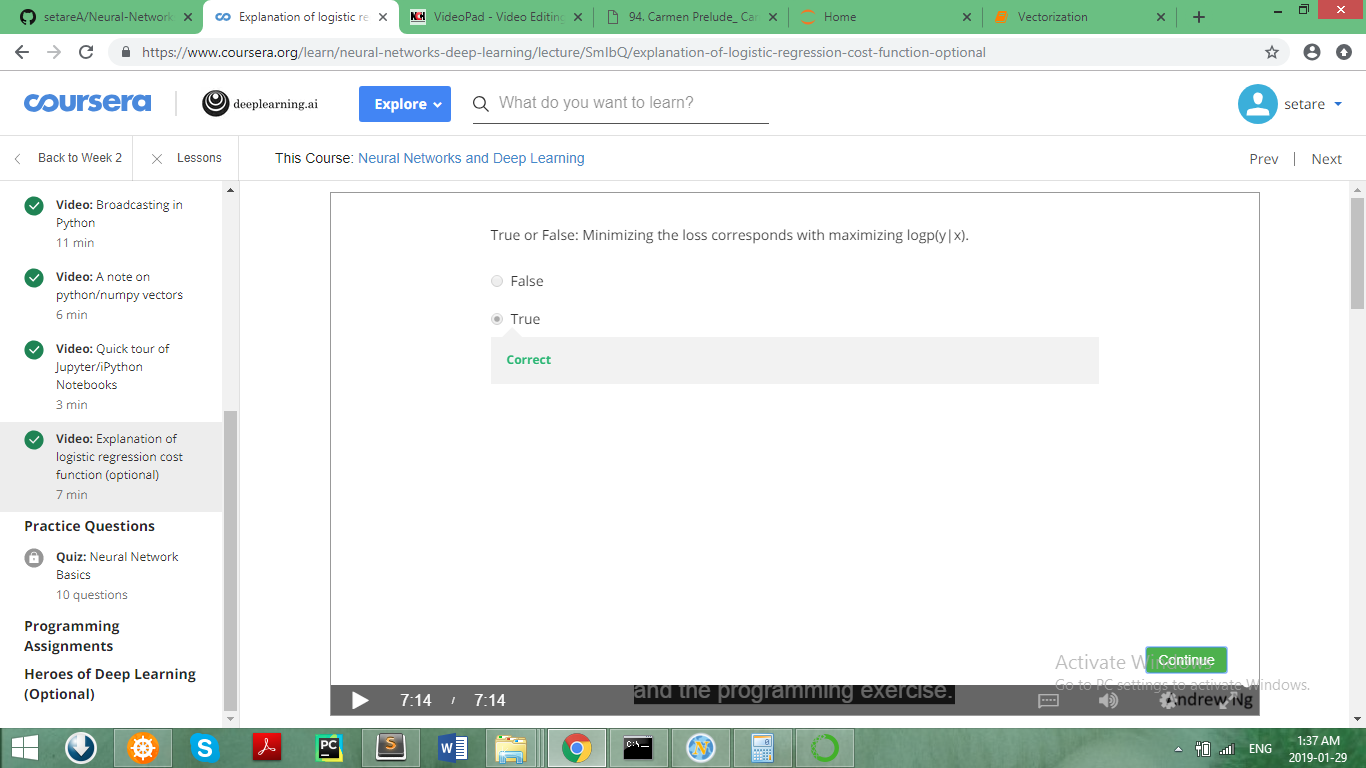 setareA/Neural-Network
Explanation of logistic re
VideoPad - Video Editing
94. Carmen Prelude_ Car
Home
Vectorization
https://www.coursera.org/learn/neural-networks-deep-learning/lecture/SmIbQ/explanation-of-logistic-regression-cost-function-optional
coursera
deeplearning.ai
Explore
What do you want to learn?
setare
Back to Week 2
Lessons
This Course: Neural Networks and Deep Learning
Prev | Next
Video: Broadcasting in
Python
11 min
Video: A note on
python/numpy vectors
6 min
Video: Quick tour of
Jupyter/iPython
Notebooks
3 min
Video: Explanation of
logistic regression cost
function (optional)
7 min
Practice Questions
Quiz: Neural Network
Basics
10 questions
Programming
Assignments
Heroes of Deep Learning
(Optional)
True or False: Minimizing the loss corresponds with maximizing logp(y|x).
False
True
Correct
Continue
Activate Windows
Go to PC settings to activate Windows.
7:14 / 7:14
and the programming exercise.
Andrew Ng
ENG
1:37 AM
2019-01-29